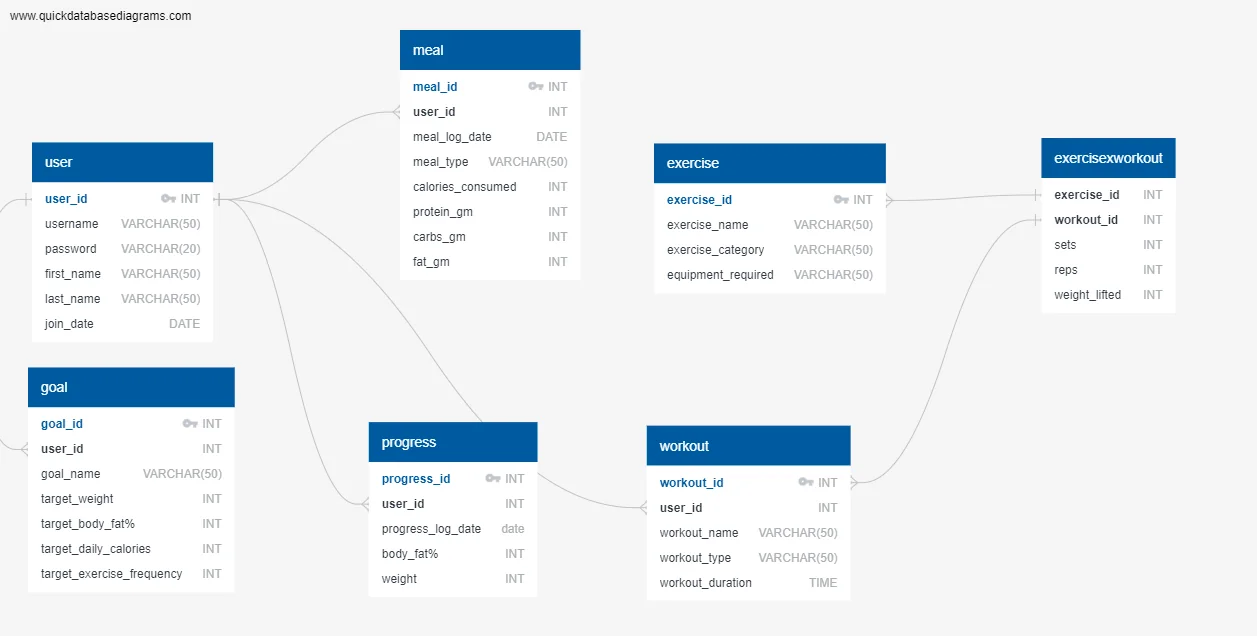 www.quickdatabasediagrams.com
meal
meal_id INT
user_id INT
meal_log_date DATE
meal_type VARCHAR(50)
calories_consumed INT
protein_gm INT
carbs_gm INT
fat_gm INT
user
user_id INT
username VARCHAR(50)
password VARCHAR(20)
first_name VARCHAR(50)
last_name VARCHAR(50)
join_date DATE
exercise
exercise_id INT
exercise_name VARCHAR(50)
exercise_category VARCHAR(50)
equipment_required VARCHAR(50)
exercisexworkout
exercise_id INT
workout_id INT
sets INT
reps INT
weight_lifted INT
goal
goal_id INT
user_id INT
goal_name VARCHAR(50)
target_weight INT
target_body_fat% INT
target_daily_calories INT
target_exercise_frequency INT
progress
progress_id INT
user_id INT
progress_log_date date
body_fat% INT
weight INT
workout
workout_id INT
user_id INT
workout_name VARCHAR(50)
workout_type VARCHAR(50)
workout_duration TIME